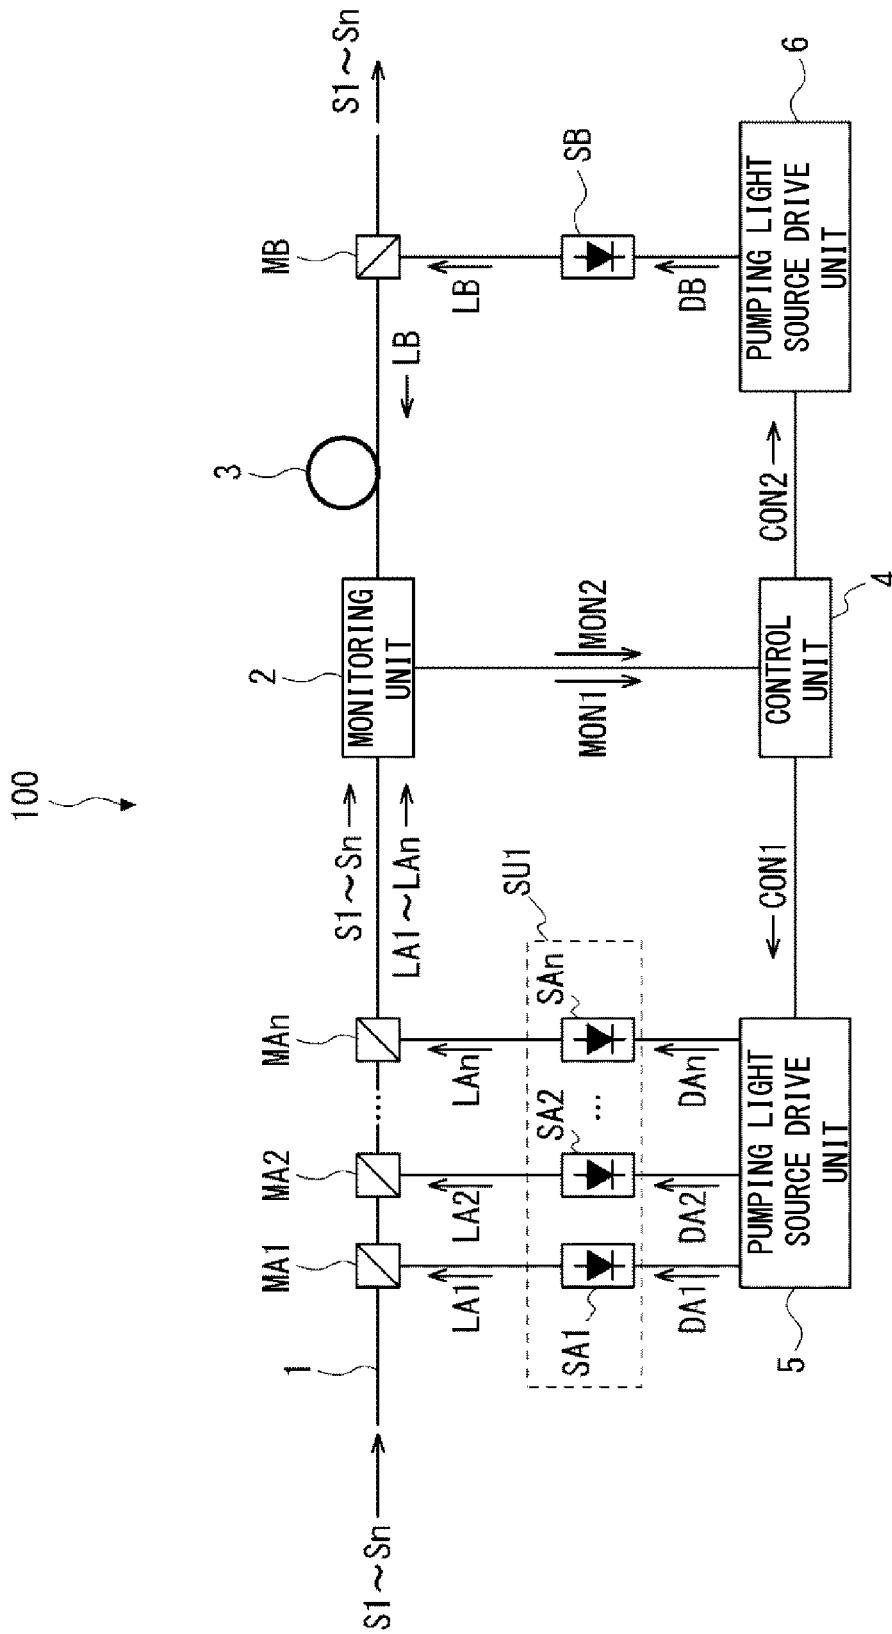 100
S1~Sn
1
MA1
MA2
MAn
...
S1~Sn
LA1~LAn
2
MONITORING
UNIT
3
LB
MB
S1~Sn
LA1
LA2
LAn
LB
SU1
SA1
SA2
...
SAn
SB
MON1
MON2
DA1
DA2
DAn
DB
5
PUMPING LIGHT
SOURCE DRIVE
UNIT
CON1
CONTROL
UNIT
4
CON2
PUMPING LIGHT
SOURCE DRIVE
UNIT
6